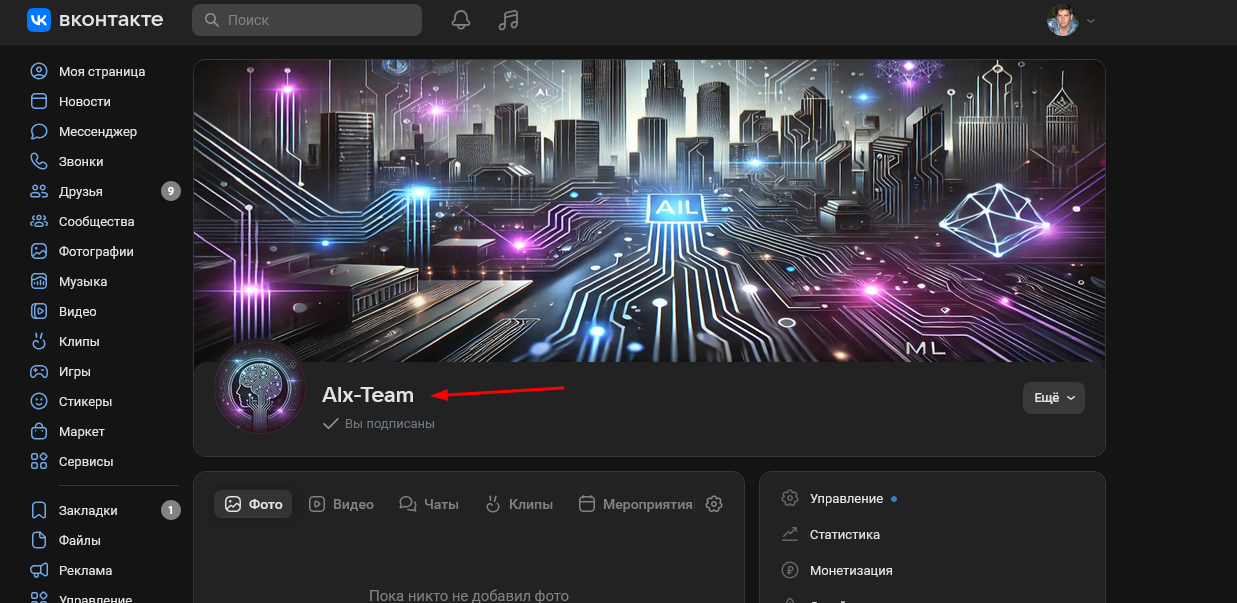 вконтакте
Поиск
Моя страница
Новости
Мессенджер
Звонки
Друзья 9
Сообщества
Фотографии
Музыка
Видео
Клипы
Игры
Стикеры
Маркет
Сервисы
Закладки 1
Файлы
Реклама
Управление
AI
AIL
ML
AIx-Team
Вы подписаны
Ещё
Фото Видео Чаты Клипы Мероприятия
Пока никто не добавил фото
Управление
Статистика
Монетизация